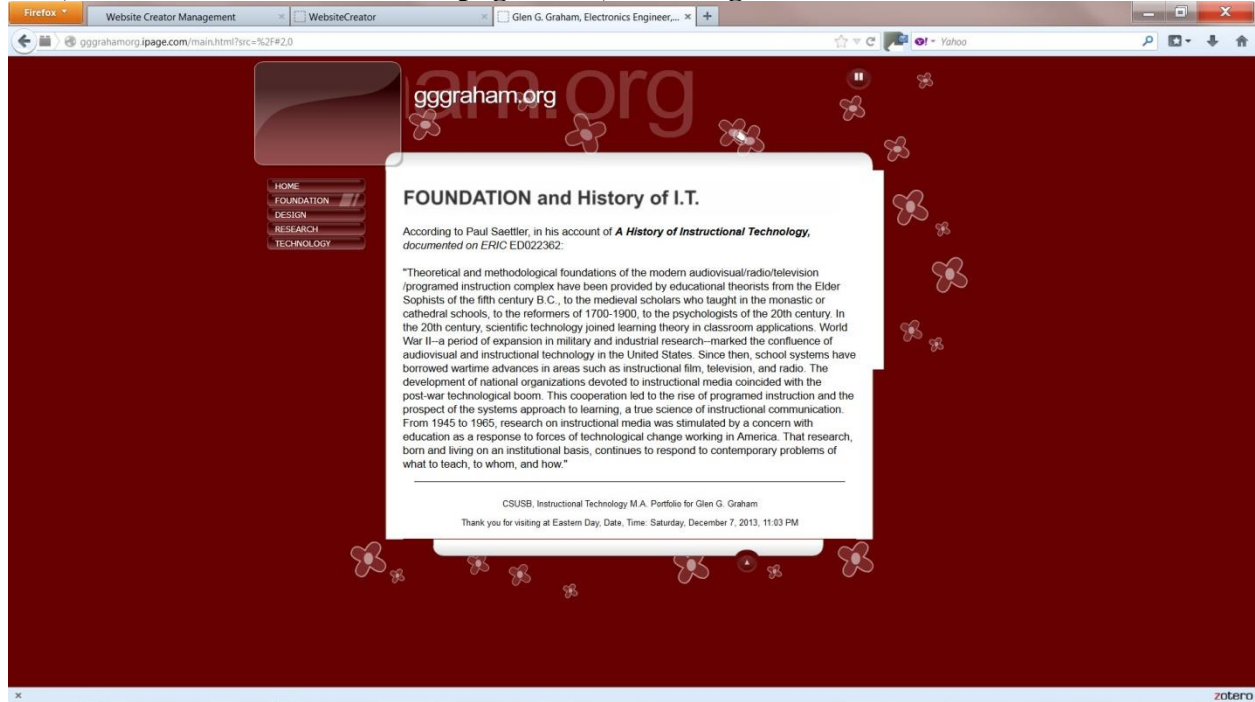 Firefox
Website Creator Management
WebsiteCreator
Glen G. Graham, Electronics Engineer,...
gggrahamorg.ipage.com/main.html?src=%2F#2,0
Yahoo
am.org
gggraham.org
HOME
FOUNDATION
DESIGN
RESEARCH
TECHNOLOGY
FOUNDATION and History of I.T.
According to Paul Saettler, in his account of A History of Instructional Technology,
documented on ERIC ED022362:
"Theoretical and methodological foundations of the modern audiovisual/radio/television
/programed instruction complex have been provided by educational theorists from the Elder
Sophists of the fifth century B.C., to the medieval scholars who taught in the monastic or
cathedral schools, to the reformers of 1700-1900, to the psychologists of the 20th century. In
the 20th century, scientific technology joined learning theory in classroom applications. World
War II--a period of expansion in military and industrial research--marked the confluence of
audiovisual and instructional technology in the United States. Since then, school systems have
borrowed wartime advances in areas such as instructional film, television, and radio. The
development of national organizations devoted to instructional media coincided with the
post-war technological boom. This cooperation led to the rise of programed instruction and the
prospect of the systems approach to learning, a true science of instructional communication.
From 1945 to 1965, research on instructional media was stimulated by a concern with
education as a response to forces of technological change working in America. That research,
born and living on an institutional basis, continues to respond to contemporary problems of
what to teach, to whom, and how."
CSUSB, Instructional Technology M.A. Portfolio for Glen G. Graham
Thank you for visiting at Eastern Day, Date, Time: Saturday, December 7, 2013, 11:03 PM
zotero